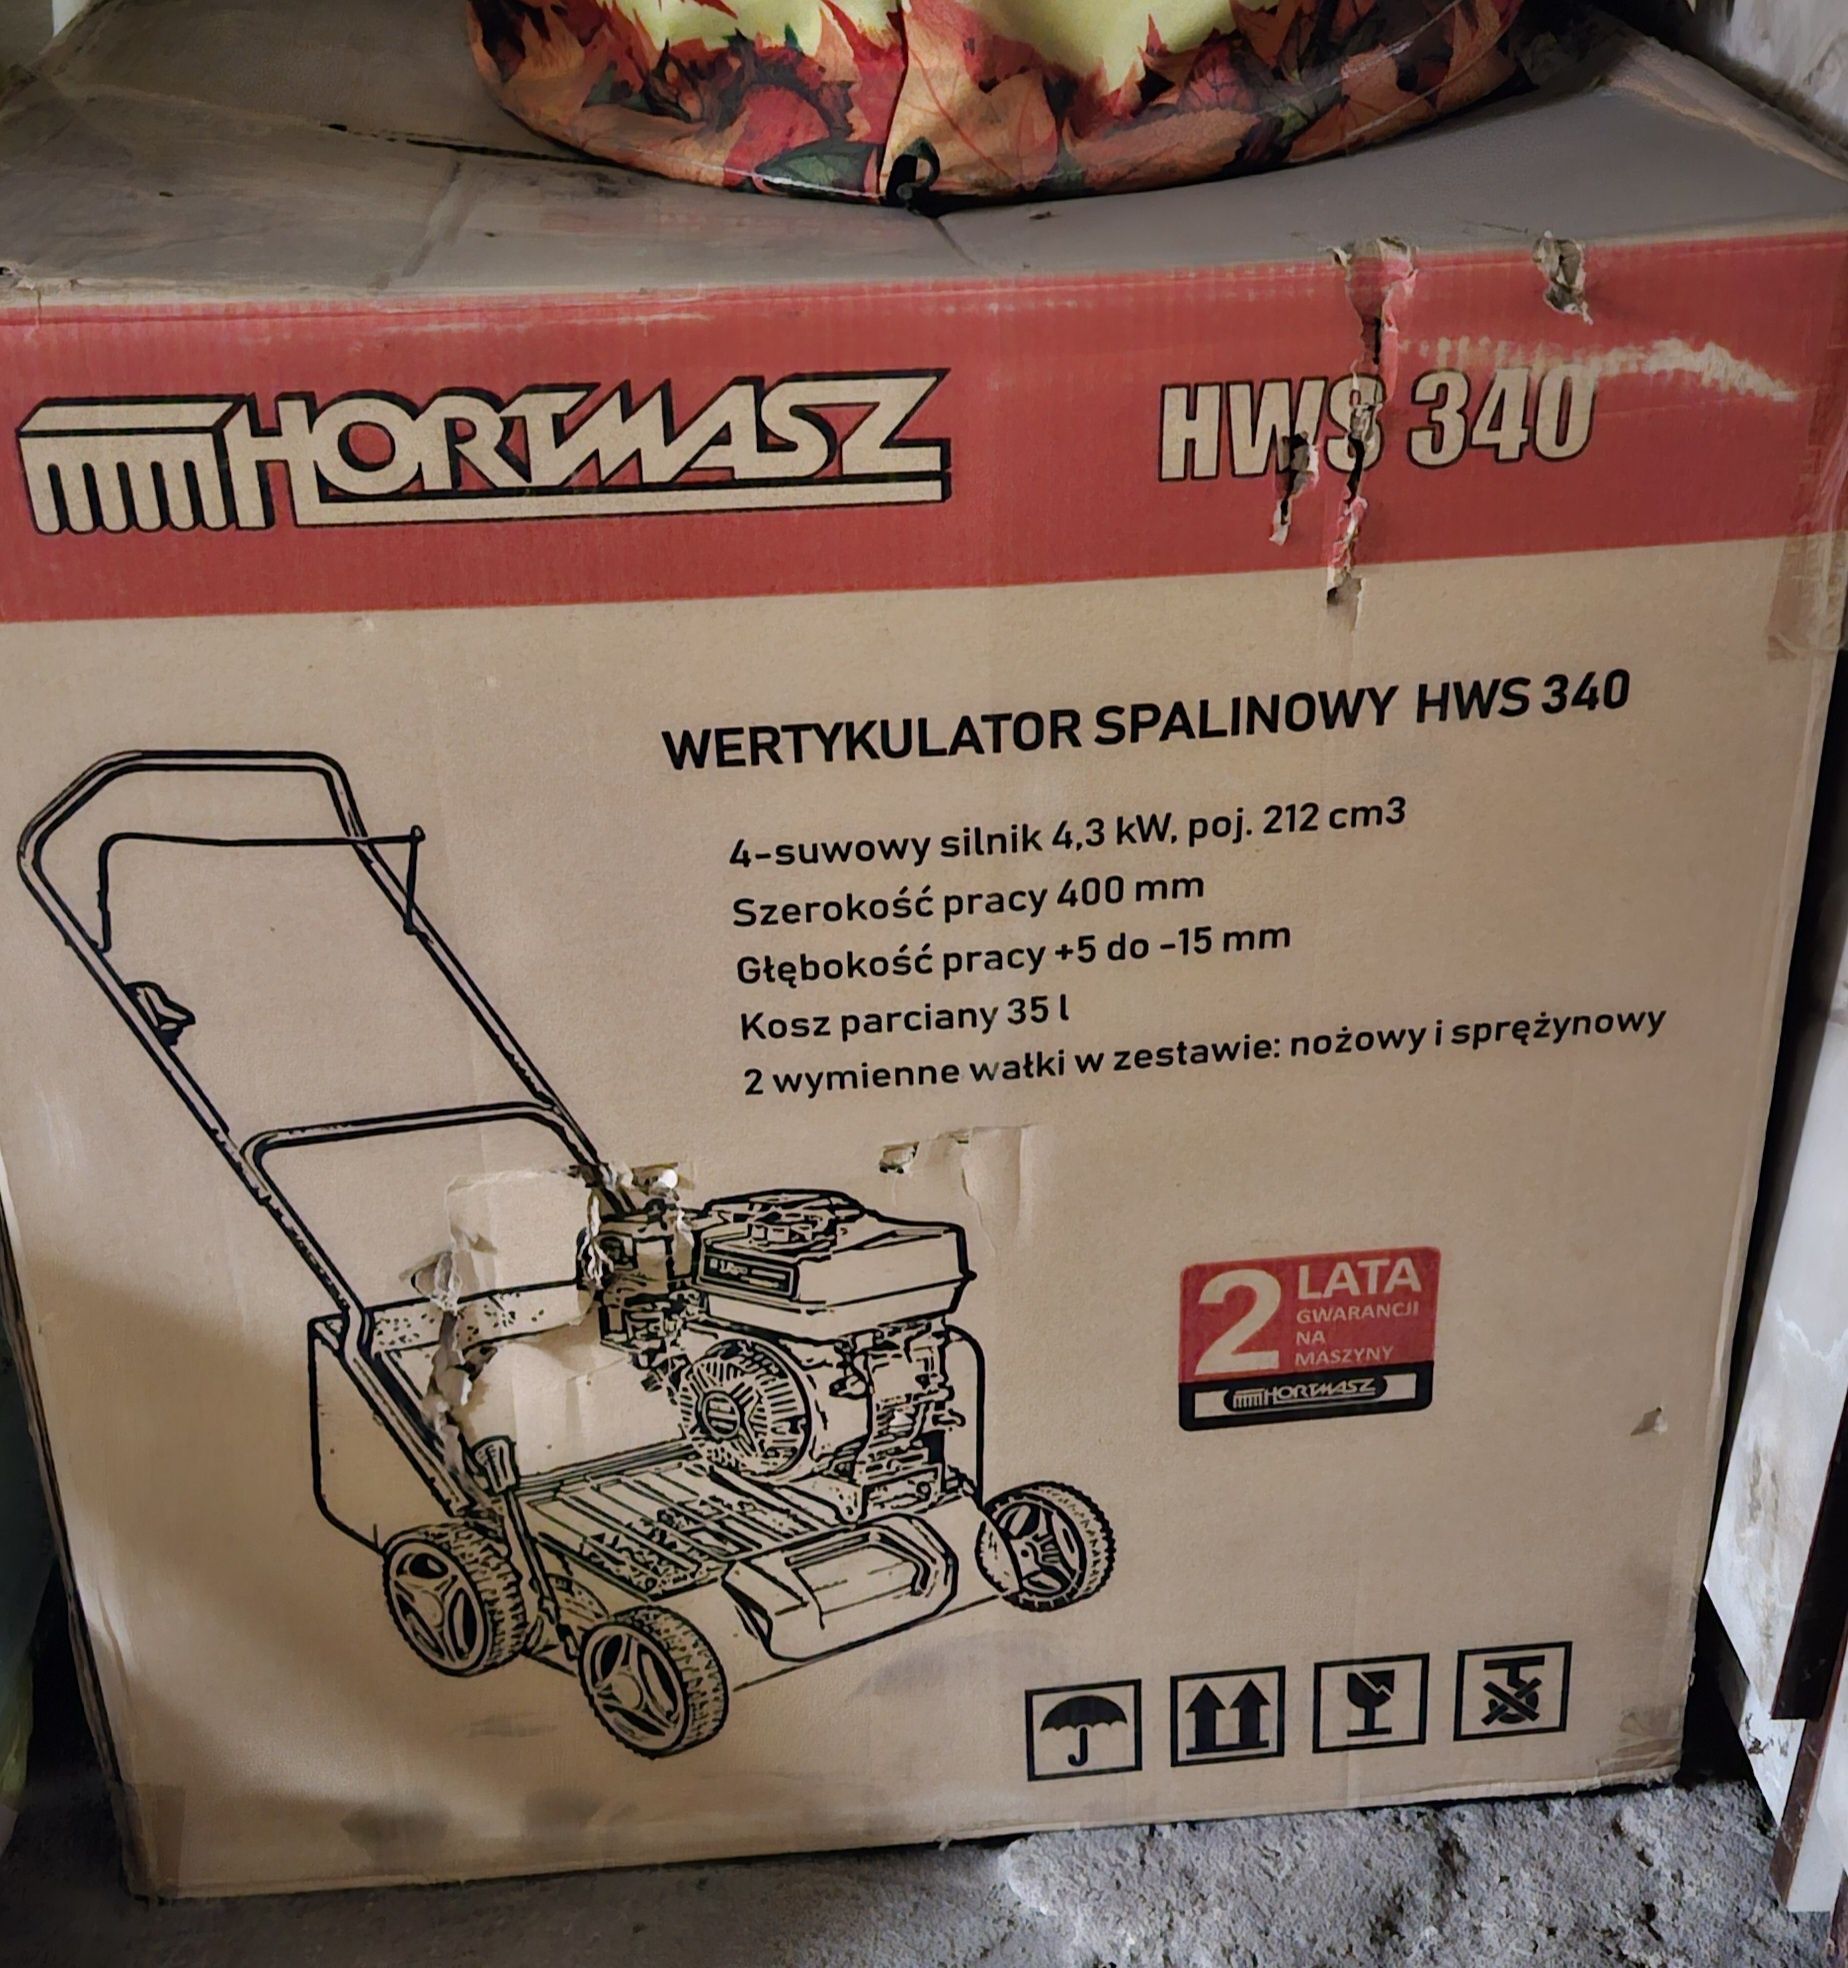 HORTMASZ HWS 340
WERTYKULATOR SPALINOWY HWS 340
4-suwowy silnik 4,3 kW, poj. 212 cm3
Szerokość pracy 400 mm
Głębokość pracy +5 do -15 mm
Kosz parciany 35 l
2 wymienne wałki w zestawie: nożowy i sprężynowy
2 LATA
GWARANCJI
NA
MASZYNY
HORTMASZ